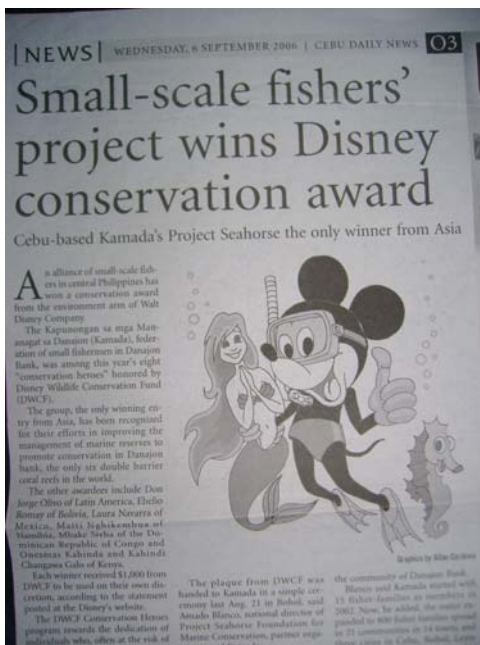 | NEWS | WEDNESDAY, 6 SEPTEMBER 2006 | CEBU DAILY NEWS 03
Small-scale fishers'
project wins Disney
conservation award
Cebu-based Kamada's Project Seahorse the only winner from Asia
An alliance of small-scale fish-
ers in central Philippines has
won a conservation award
from the environment arm of Walt
Disney Company.
The Kapunongan sa mga Man-
anagat sa Danajon (Kamada), feder-
ation of small fishermen in Danajon
Bank, was among this year's eight
"conservation heroes" honored by
Disney Wildlife Conservation Fund
(DWCF).
The group, the only winning en-
try from Asia, has been recognized
for their efforts in improving the
management of marine reserves to
promote conservation in Danajon
bank, the only six double barrier
coral reefs in the world.
The other awardees include Don
Jorge Olivo of Latin America,
Romay of Bolivia, Laura Navarra of
Mexico, Matti Nghikembua of
Namibia, of the Do-
minican Republic of Congo and
Onesmas Kahindi and Kahindi
Changawa Galo of Kenya.
Each winner received $1,000 from
DWCF to be used on their own dis-
cretion, according to the statement
posted at the Disney's website.
The DWCF Conservation Heroes
program rewards the dedication of
individuals who, often at the risk of
Graphics by
The plaque from DWCF was
handed to Kamada in a simple cer-
emony last Aug. 21 in Bohol, said
Amado Blanco, national director of
Project Seahorse Foundation for
Marine Conservation, partner orga-
the community of Danajon Bank.
Blanco said Kamada started with
15 fisher-families as members in
2002. Now, he added, the roster ex-
panded to 800 fisher families spread
in 21 communities in 14 towns and